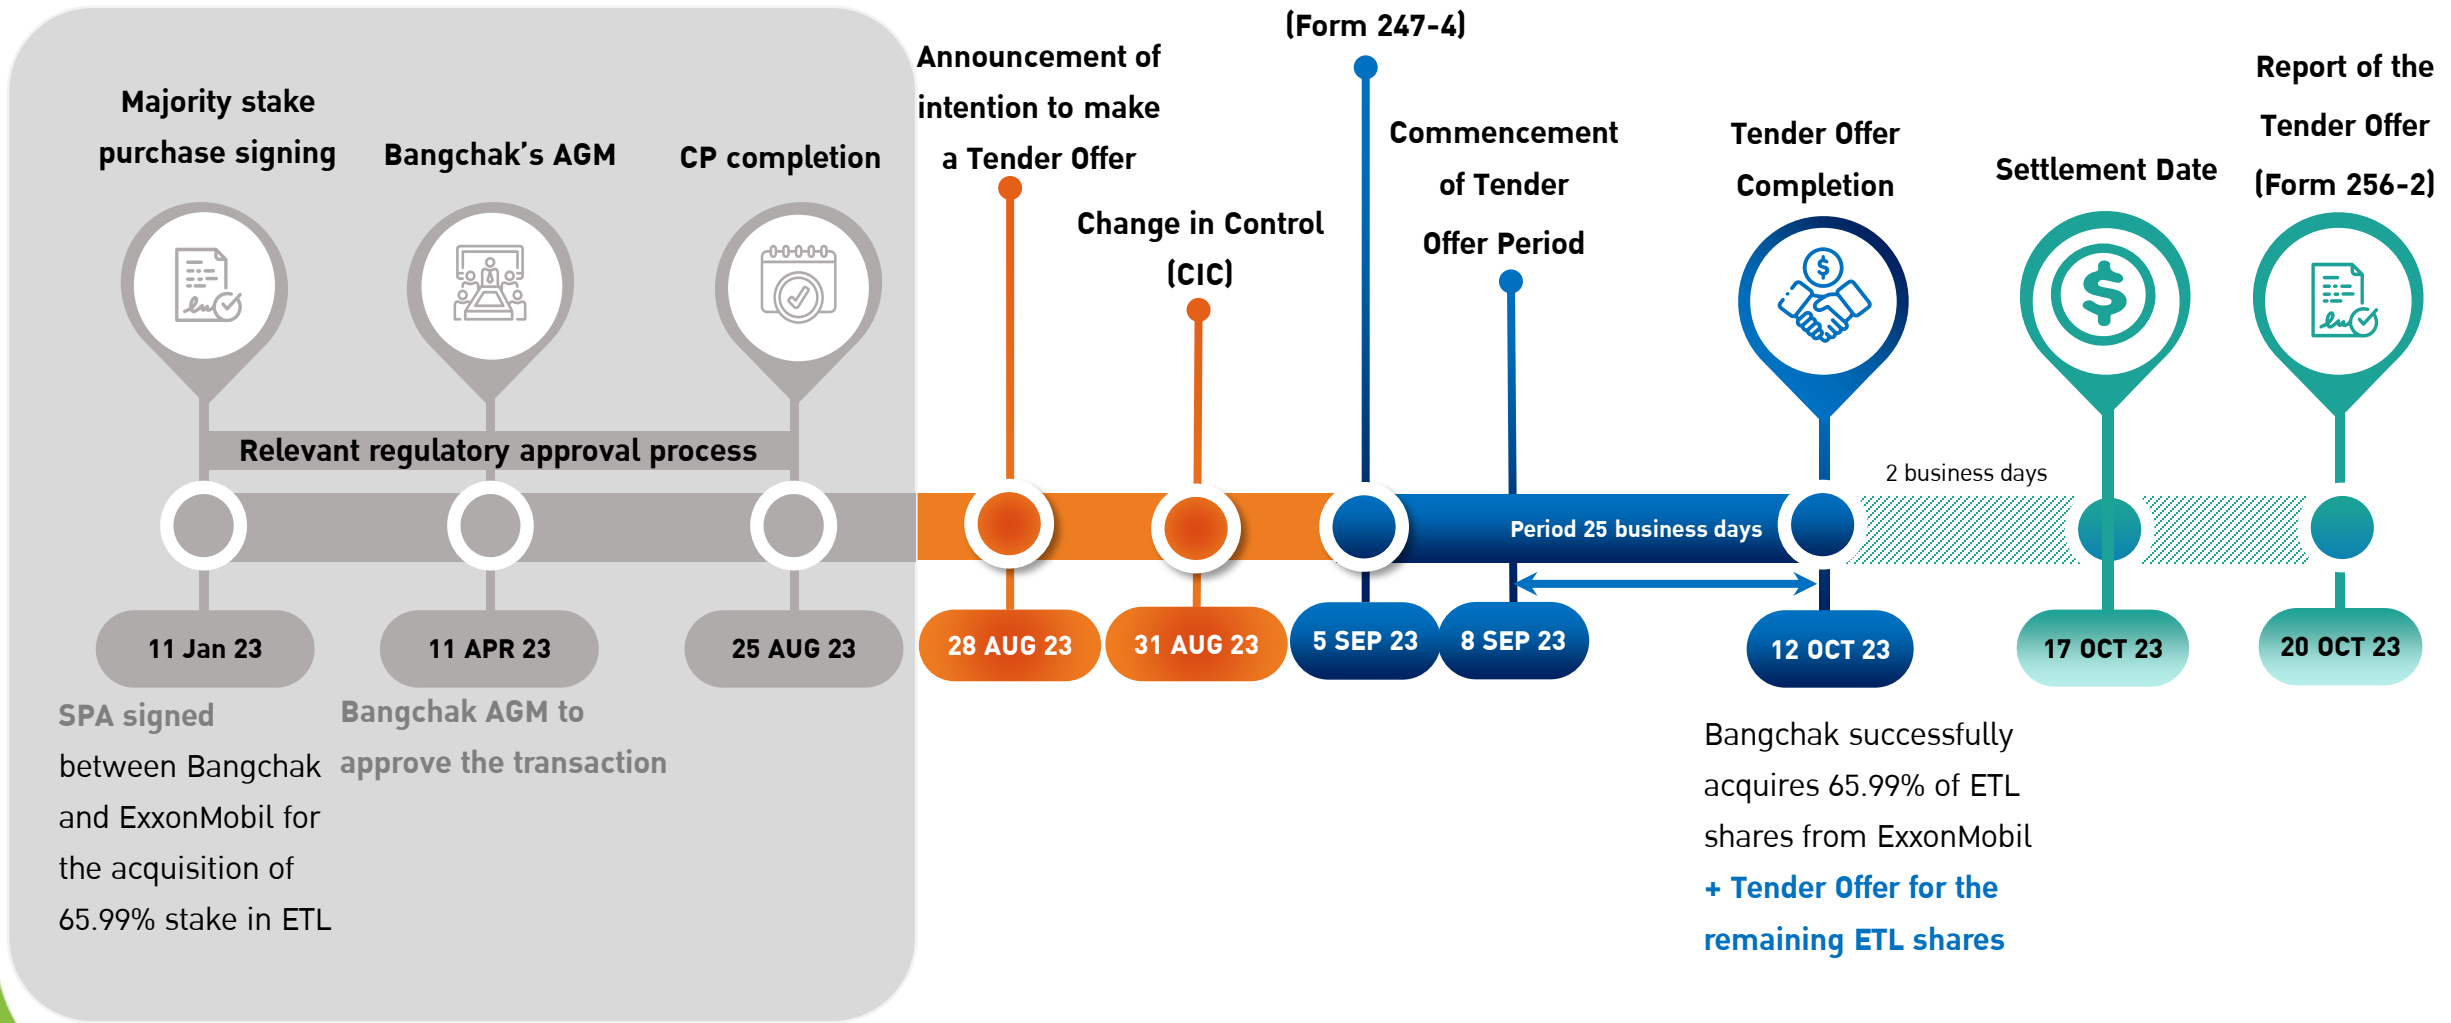 Majority stake
purchase signing
Bangchak's AGM
CP completion
Announcement of
intention to make
a Tender Offer
Change in Control
(CIC)
(Form 247-4)
Commencement
of Tender
Offer Period
Tender Offer
Completion
Settlement Date
Report of the
Tender Offer
(Form 256-2)
Relevant regulatory approval process
2 business days
Period 25 business days
11 Jan 23
11 APR 23
25 AUG 23
28 AUG 23
31 AUG 23
5 SEP 23
8 SEP 23
12 OCT 23
17 OCT 23
20 OCT 23
SPA signed
between Bangchak
and ExxonMobil for
the acquisition of
65.99% stake in ETL
Bangchak AGM to
approve the transaction
Bangchak successfully
acquires 65.99% of ETL
shares from ExxonMobil
+ Tender Offer for the
remaining ETL shares